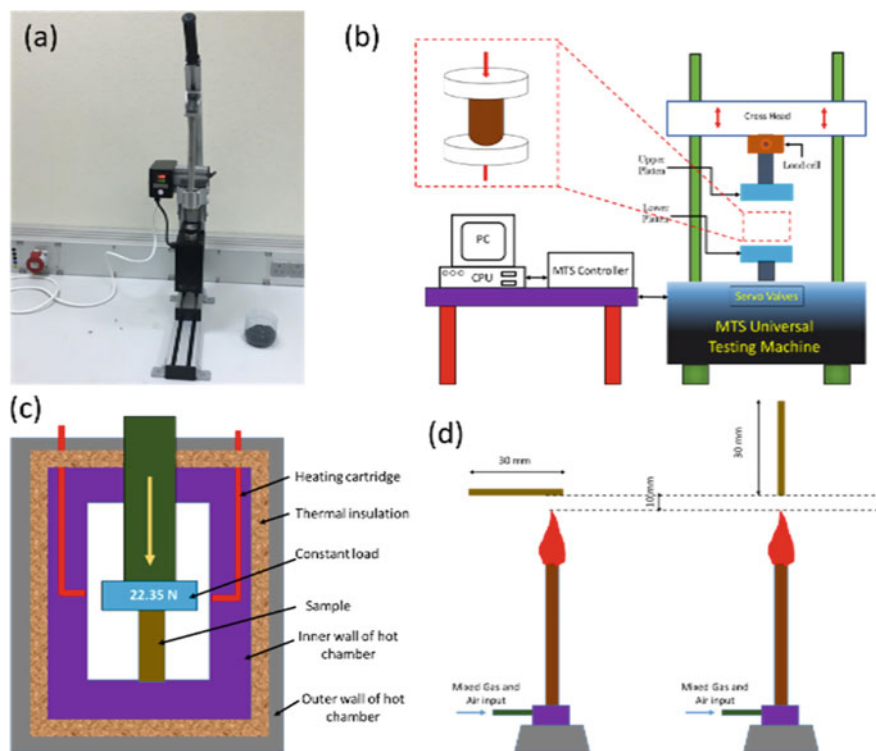 (a)
(b)
Cross Head
Load cell
Upper
Platen
Lower
Platen
PC
CPU
MTS Controller
Servo Valves
MTS Universal
Testing Machine
(c)
22.35 N
Heating cartridge
Thermal insulation
Constant load
Sample
Inner wall of hot
chamber
Outer wall of hot
chamber
(d)
30 mm
30 mm
10 mm
Mixed Gas and
Air input
Mixed Gas and
Air input